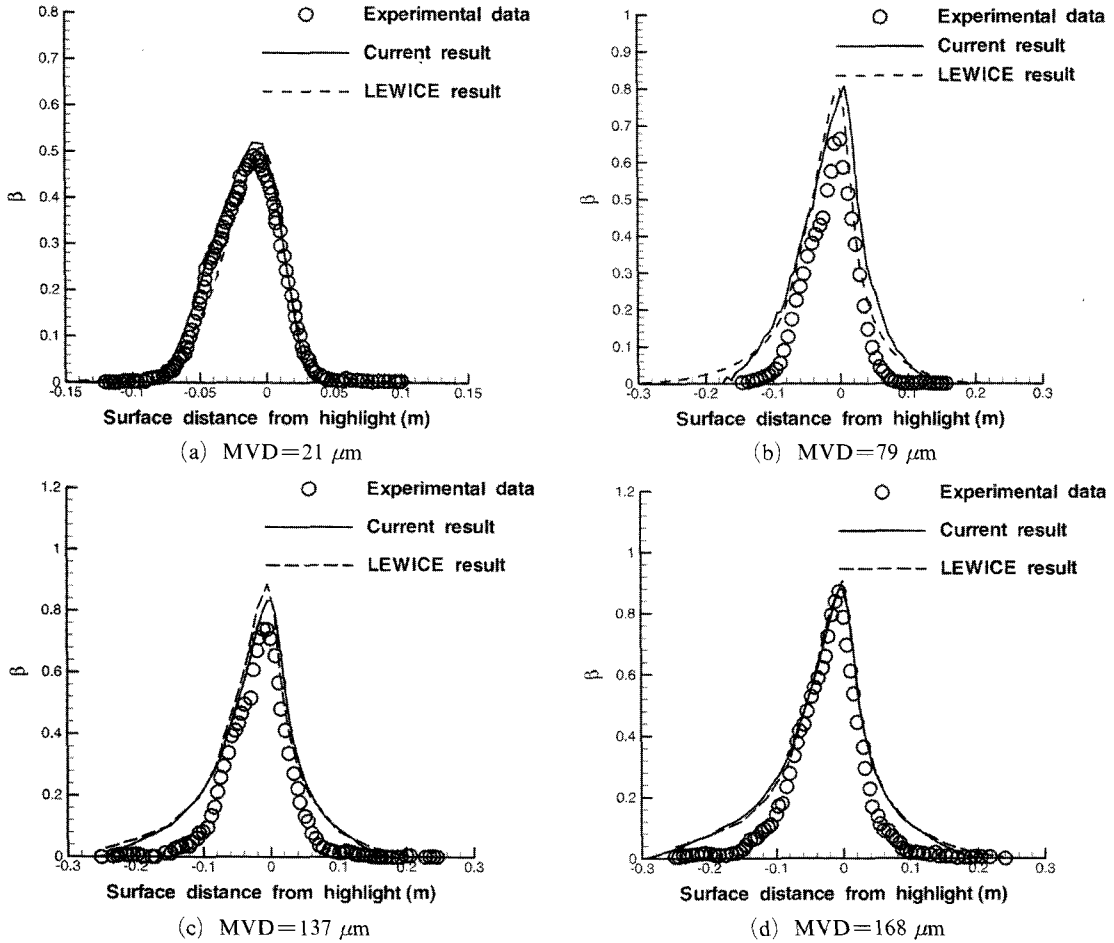 0.8
0.7
0.6
0.5
0.4
0.3
0.2
0.1
0
β
-0.15
-0.1
-0.05
0
0.05
0.1
0.15
Experimental data
Current result
LEWICE result
Surface distance from highlight (m)
(a) MVD=21 μm
1
0.9
0.8
0.7
0.6
0.5
0.4
0.3
0.2
0.1
0
β
-0.3
-0.2
-0.1
0
0.1
0.2
0.3
Experimental data
Current result
LEWICE result
Surface distance from highlight (m)
(b) MVD=79 μm
1.2
1
0.8
0.6
0.4
0.2
0
β
-0.3
-0.2
-0.1
0
0.1
0.2
0.3
Experimental data
Current result
LEWICE result
Surface distance from highlight (m)
(c) MVD=137 μm
1.2
1
0.8
0.6
0.4
0.2
0
β
-0.3
-0.2
-0.1
0
0.1
0.2
0.3
Experimental data
Current result
LEWICE result
Surface distance from highlight (m)
(d) MVD=168 μm